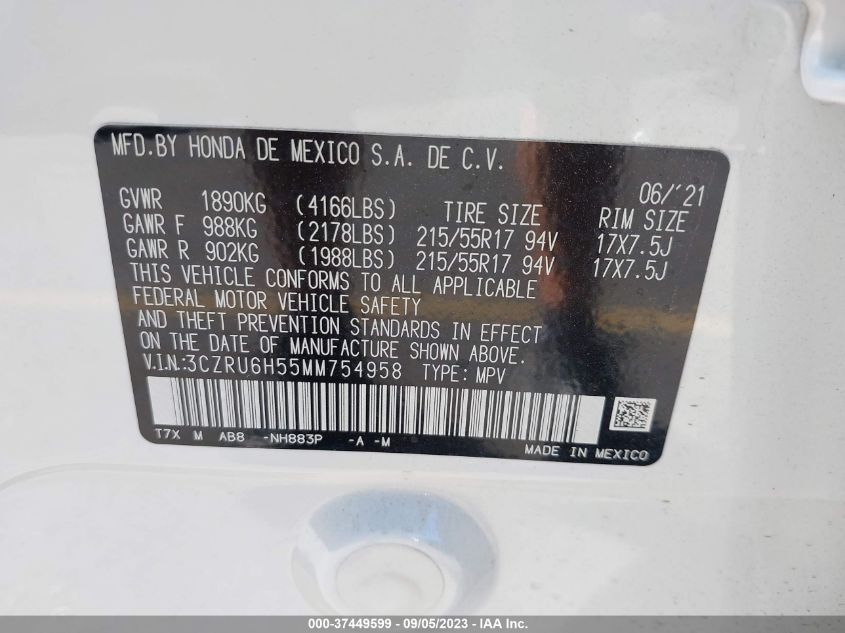 MFD.BY HONDA DE MEXICO S.A. DE C.V.
06/'21
GVWR 1890KG (4166LBS) TIRE SIZE RIM SIZE
GAWR F 988KG (2178LBS) 215/55R17 94V 17X7.5J
GAWR R 902KG (1988LBS) 215/55R17 94V 17X7.5J
THIS VEHICLE CONFORMS TO ALL APPLICABLE
FEDERAL MOTOR VEHICLE SAFETY
AND THEFT PREVENTION STANDARDS IN EFFECT
ON THE DATE OF MANUFACTURE SHOWN ABOVE.
V.I.N.:3CZRU6H55MM754958 TYPE: MPV
T7X M AB8 -NH883P -A -M
MADE IN MEXICO
000-37449599 - 09/05/2023 - IAA Inc.